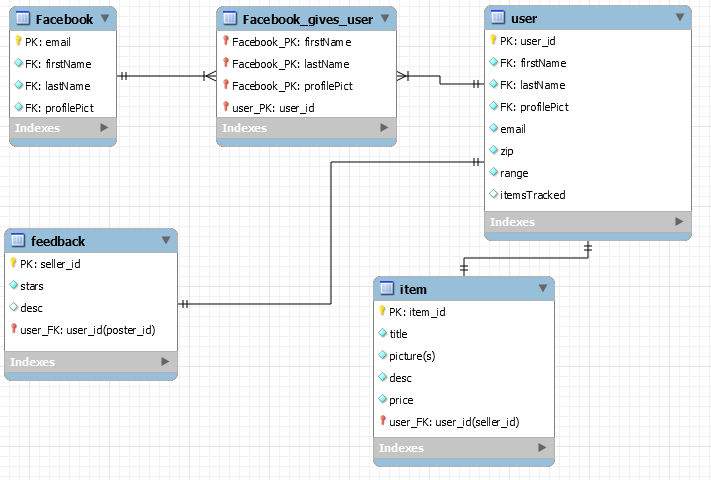 Facebook
PK: email
FK: firstName
FK: lastName
FK: profilePict
Indexes
Facebook_gives_user
Facebook_PK: firstName
Facebook_PK: lastName
Facebook_PK: profilePict
user_PK: user_id
Indexes
user
PK: user_id
FK: firstName
FK: lastName
FK: profilePict
email
zip
range
itemsTracked
Indexes
feedback
PK: seller_id
stars
desc
user_FK: user_id(poster_id)
Indexes
item
PK: item_id
title
picture(s)
desc
price
user_FK: user_id(seller_id)
Indexes